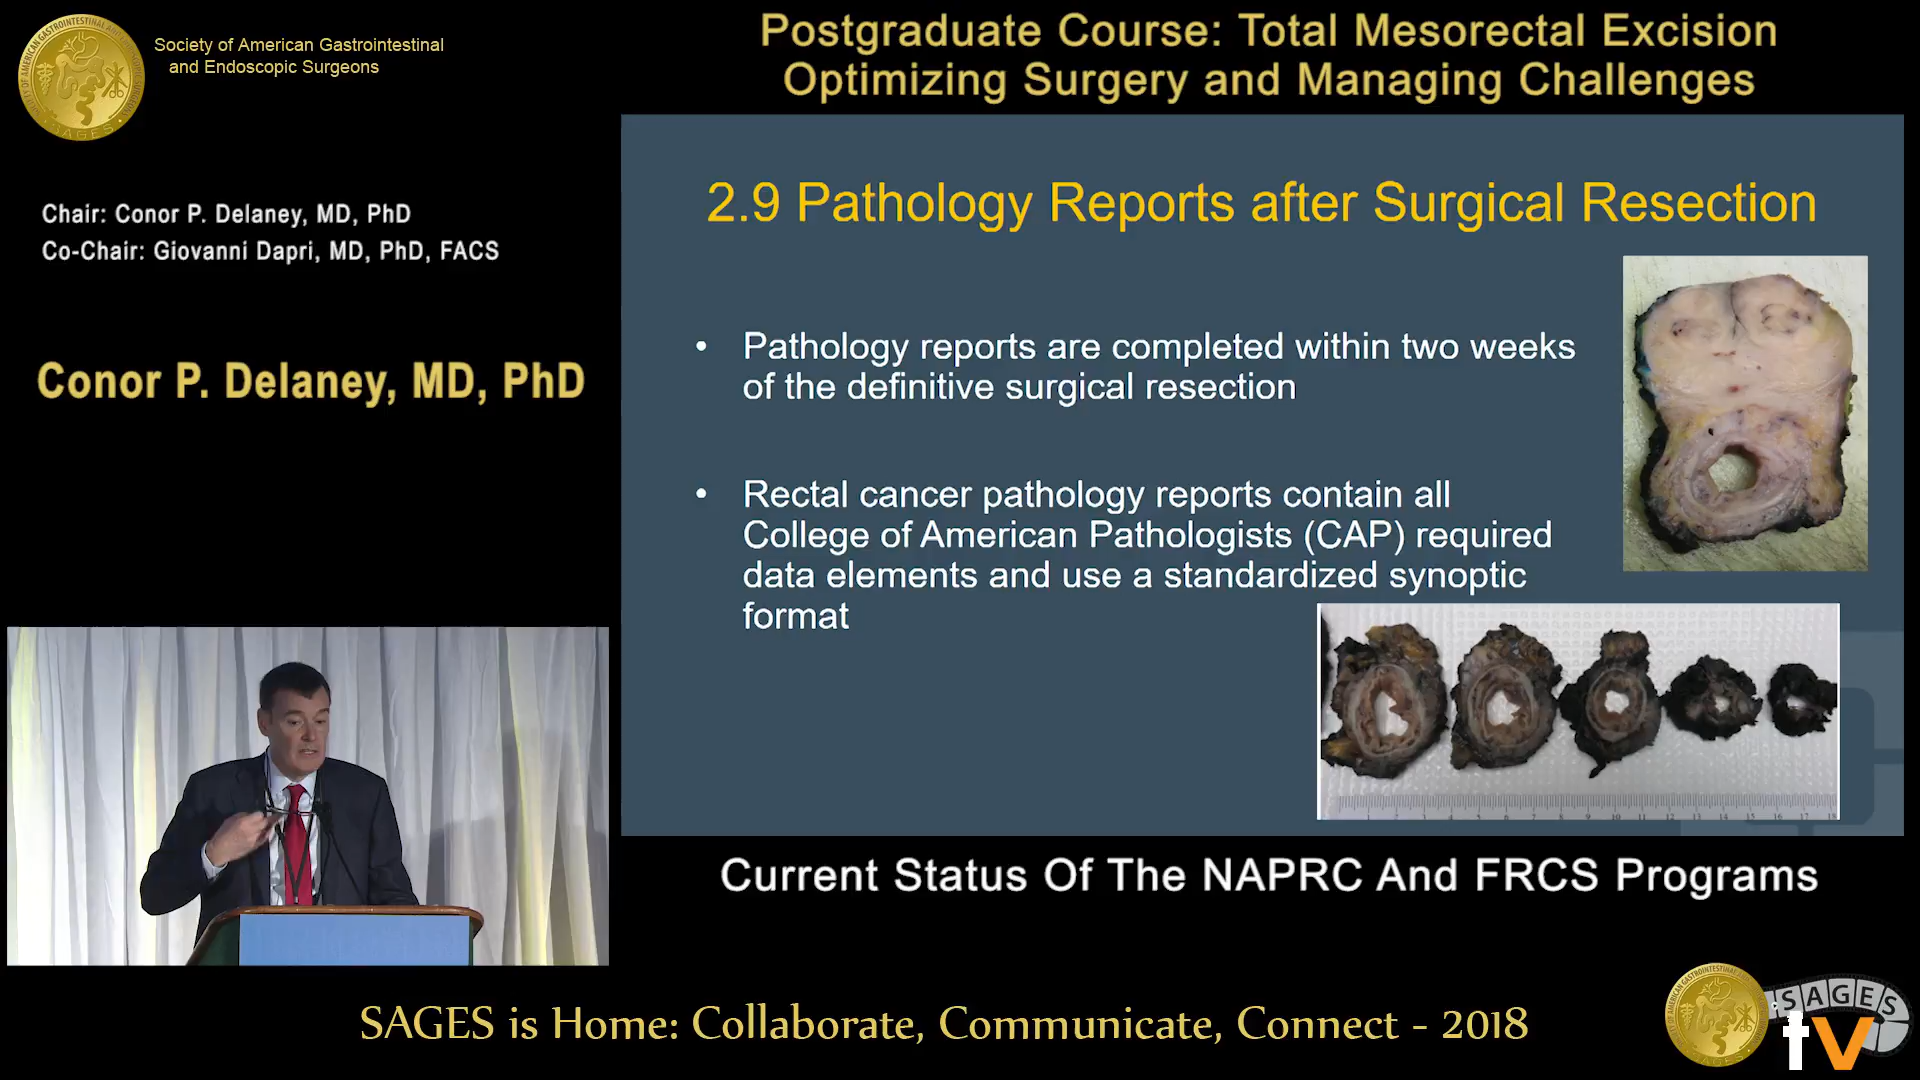 Society of American Gastrointestinal
and Endoscopic Surgeons
Postgraduate Course: Total Mesorectal Excision
Optimizing Surgery and Managing Challenges
Chair: Conor P. Delaney, MD, PhD
Co-Chair: Giovanni Dapri, MD, PhD, FACS
Conor P. Delaney, MD, PhD
2.9 Pathology Reports after Surgical Resection
• Pathology reports are completed within two weeks
of the definitive surgical resection
• Rectal cancer pathology reports contain all
College of American Pathologists (CAP) required
data elements and use a standardized synoptic
format
Current Status Of The NAPRC And FRCS Programs
SAGES is Home: Collaborate, Communicate, Connect - 2018
SAGES
tv